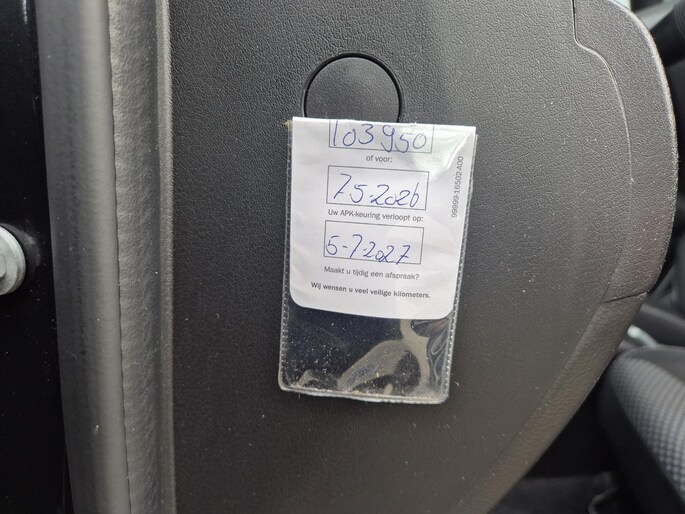 103950
of voor:
7 5 2026
Uw APK-keuring verloopt op:
5-7-2027
Maakt u tijdig een afspraak?
Wij wensen u veel veilige kilometers.
99999-16502-A00